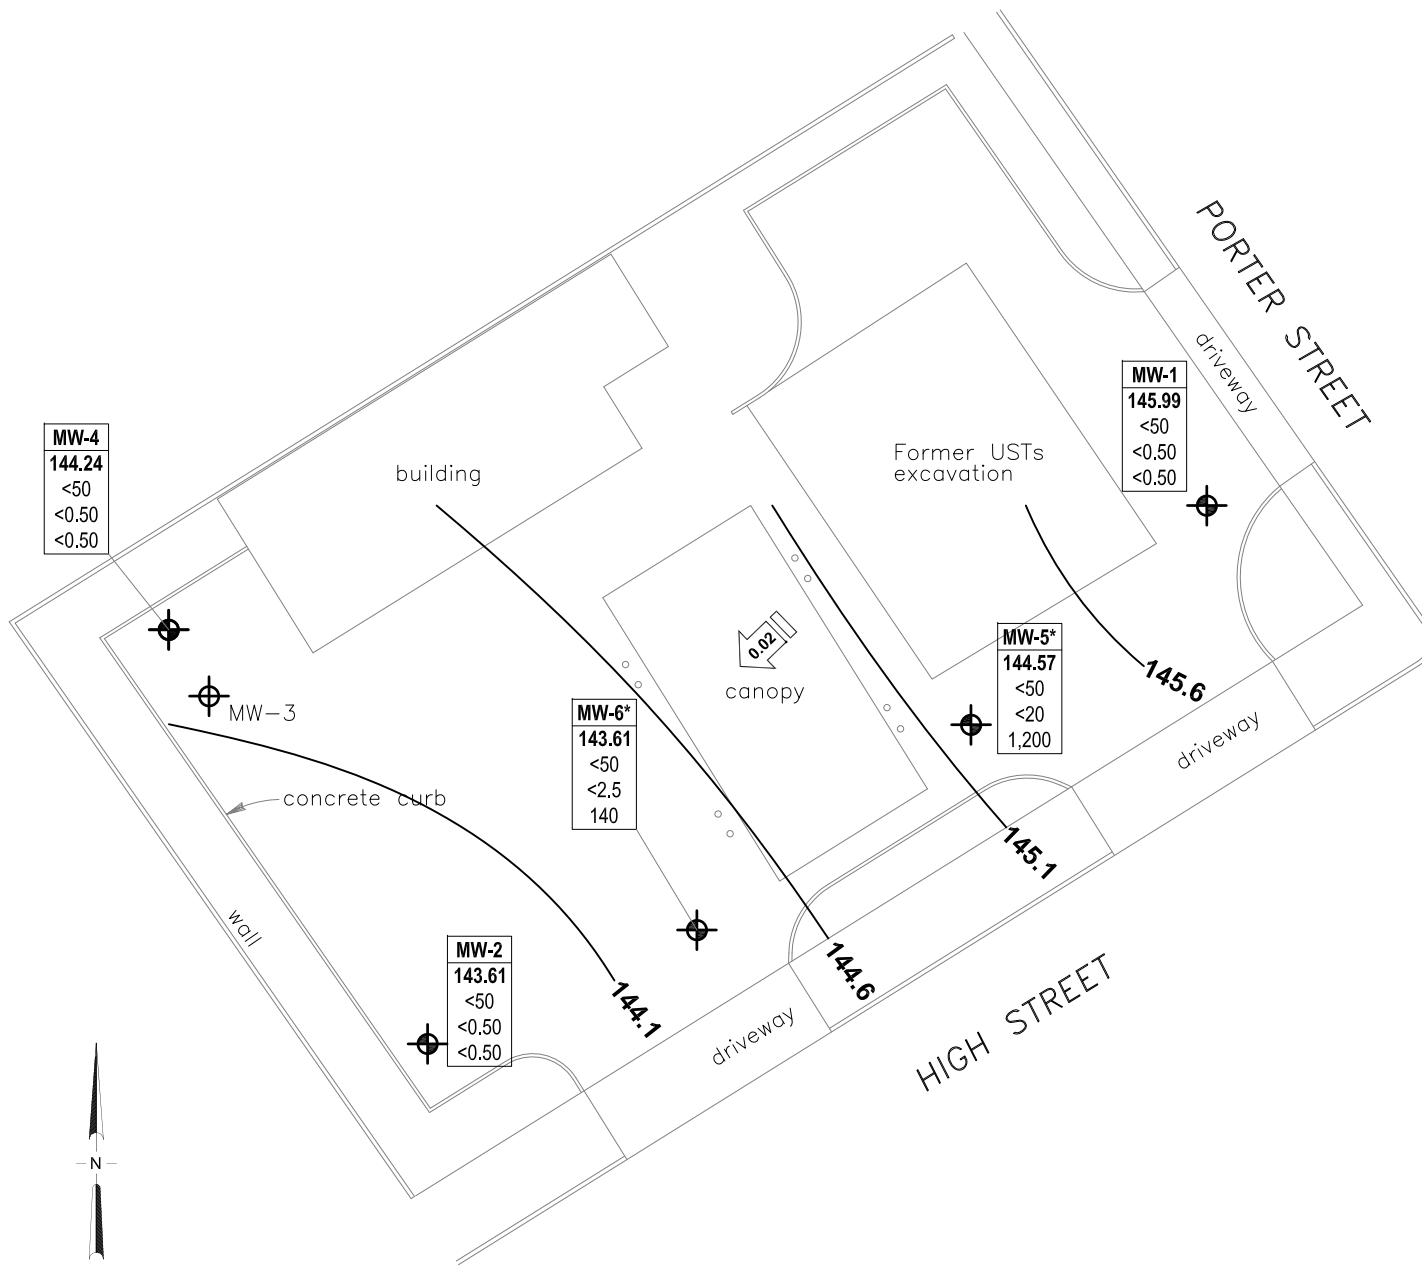 PORTER STREET
driveway
MW-1
145.99
<50
<0.50
<0.50
MW-4
144.24
<50
<0.50
<0.50
building
Former USTs
excavation
MW-5*
144.57
<50
<20
1,200
0.02
canopy
145.6
MW-3
MW-6*
143.61
<50
<2.5
140
driveway
concrete curb
145.1
wall
MW-2
143.61
<50
<0.50
<0.50
144.1
144.6
driveway
HIGH STREET
N